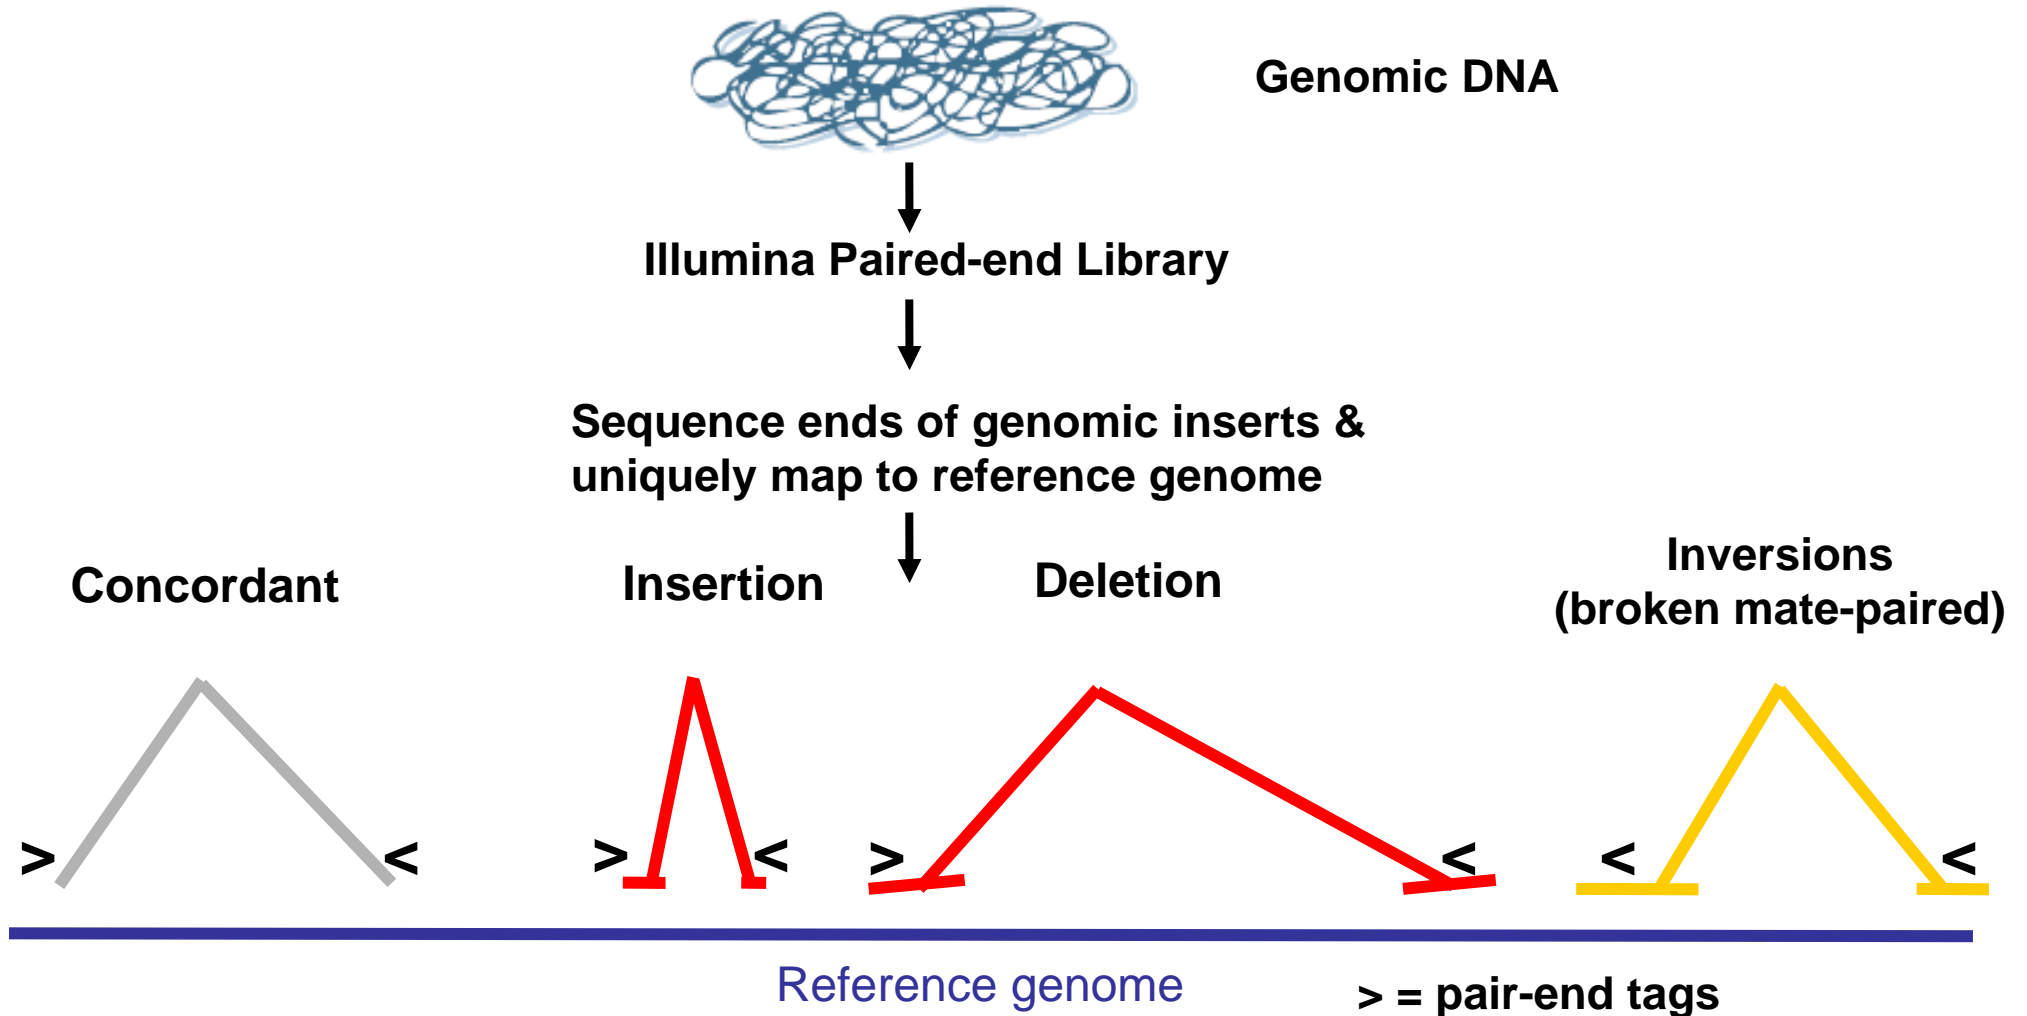 Genomic DNA
Illumina Paired-end Library
Sequence ends of genomic inserts &
uniquely map to reference genome
Concordant
Insertion
Deletion
Inversions
(broken mate-paired)
> < > < > < < <
Reference genome
> = pair-end tags